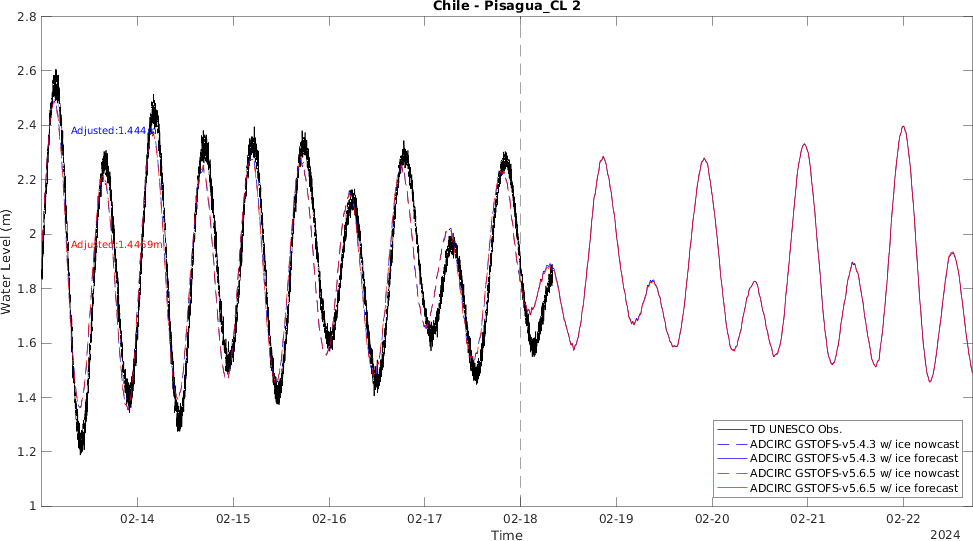 Chile - Pisagua_CL 2
2.8
2.6
2.4
2.2
2
1.8
1.6
1.4
1.2
1
Water Level (m)
Adjusted:1.444
Adjusted:1.4469m
TD UNESCO Obs.
ADCIRC GSTOFS-v5.4.3 w/ ice nowcast
ADCIRC GSTOFS-v5.4.3 w/ ice forecast
ADCIRC GSTOFS-v5.6.5 w/ ice nowcast
ADCIRC GSTOFS-v5.6.5 w/ ice forecast
02-14 02-15 02-16 02-17 02-18 02-19 02-20 02-21 02-22
Time
2024